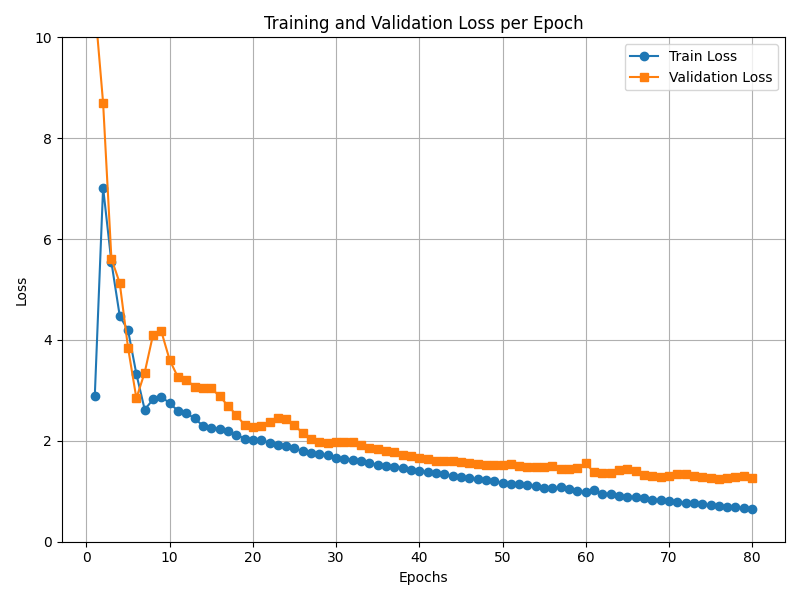 Training and Validation Loss per Epoch
Train Loss
Validation Loss
Loss
10
8
6
4
2
0
0 10 20 30 40 50 60 70 80
Epochs